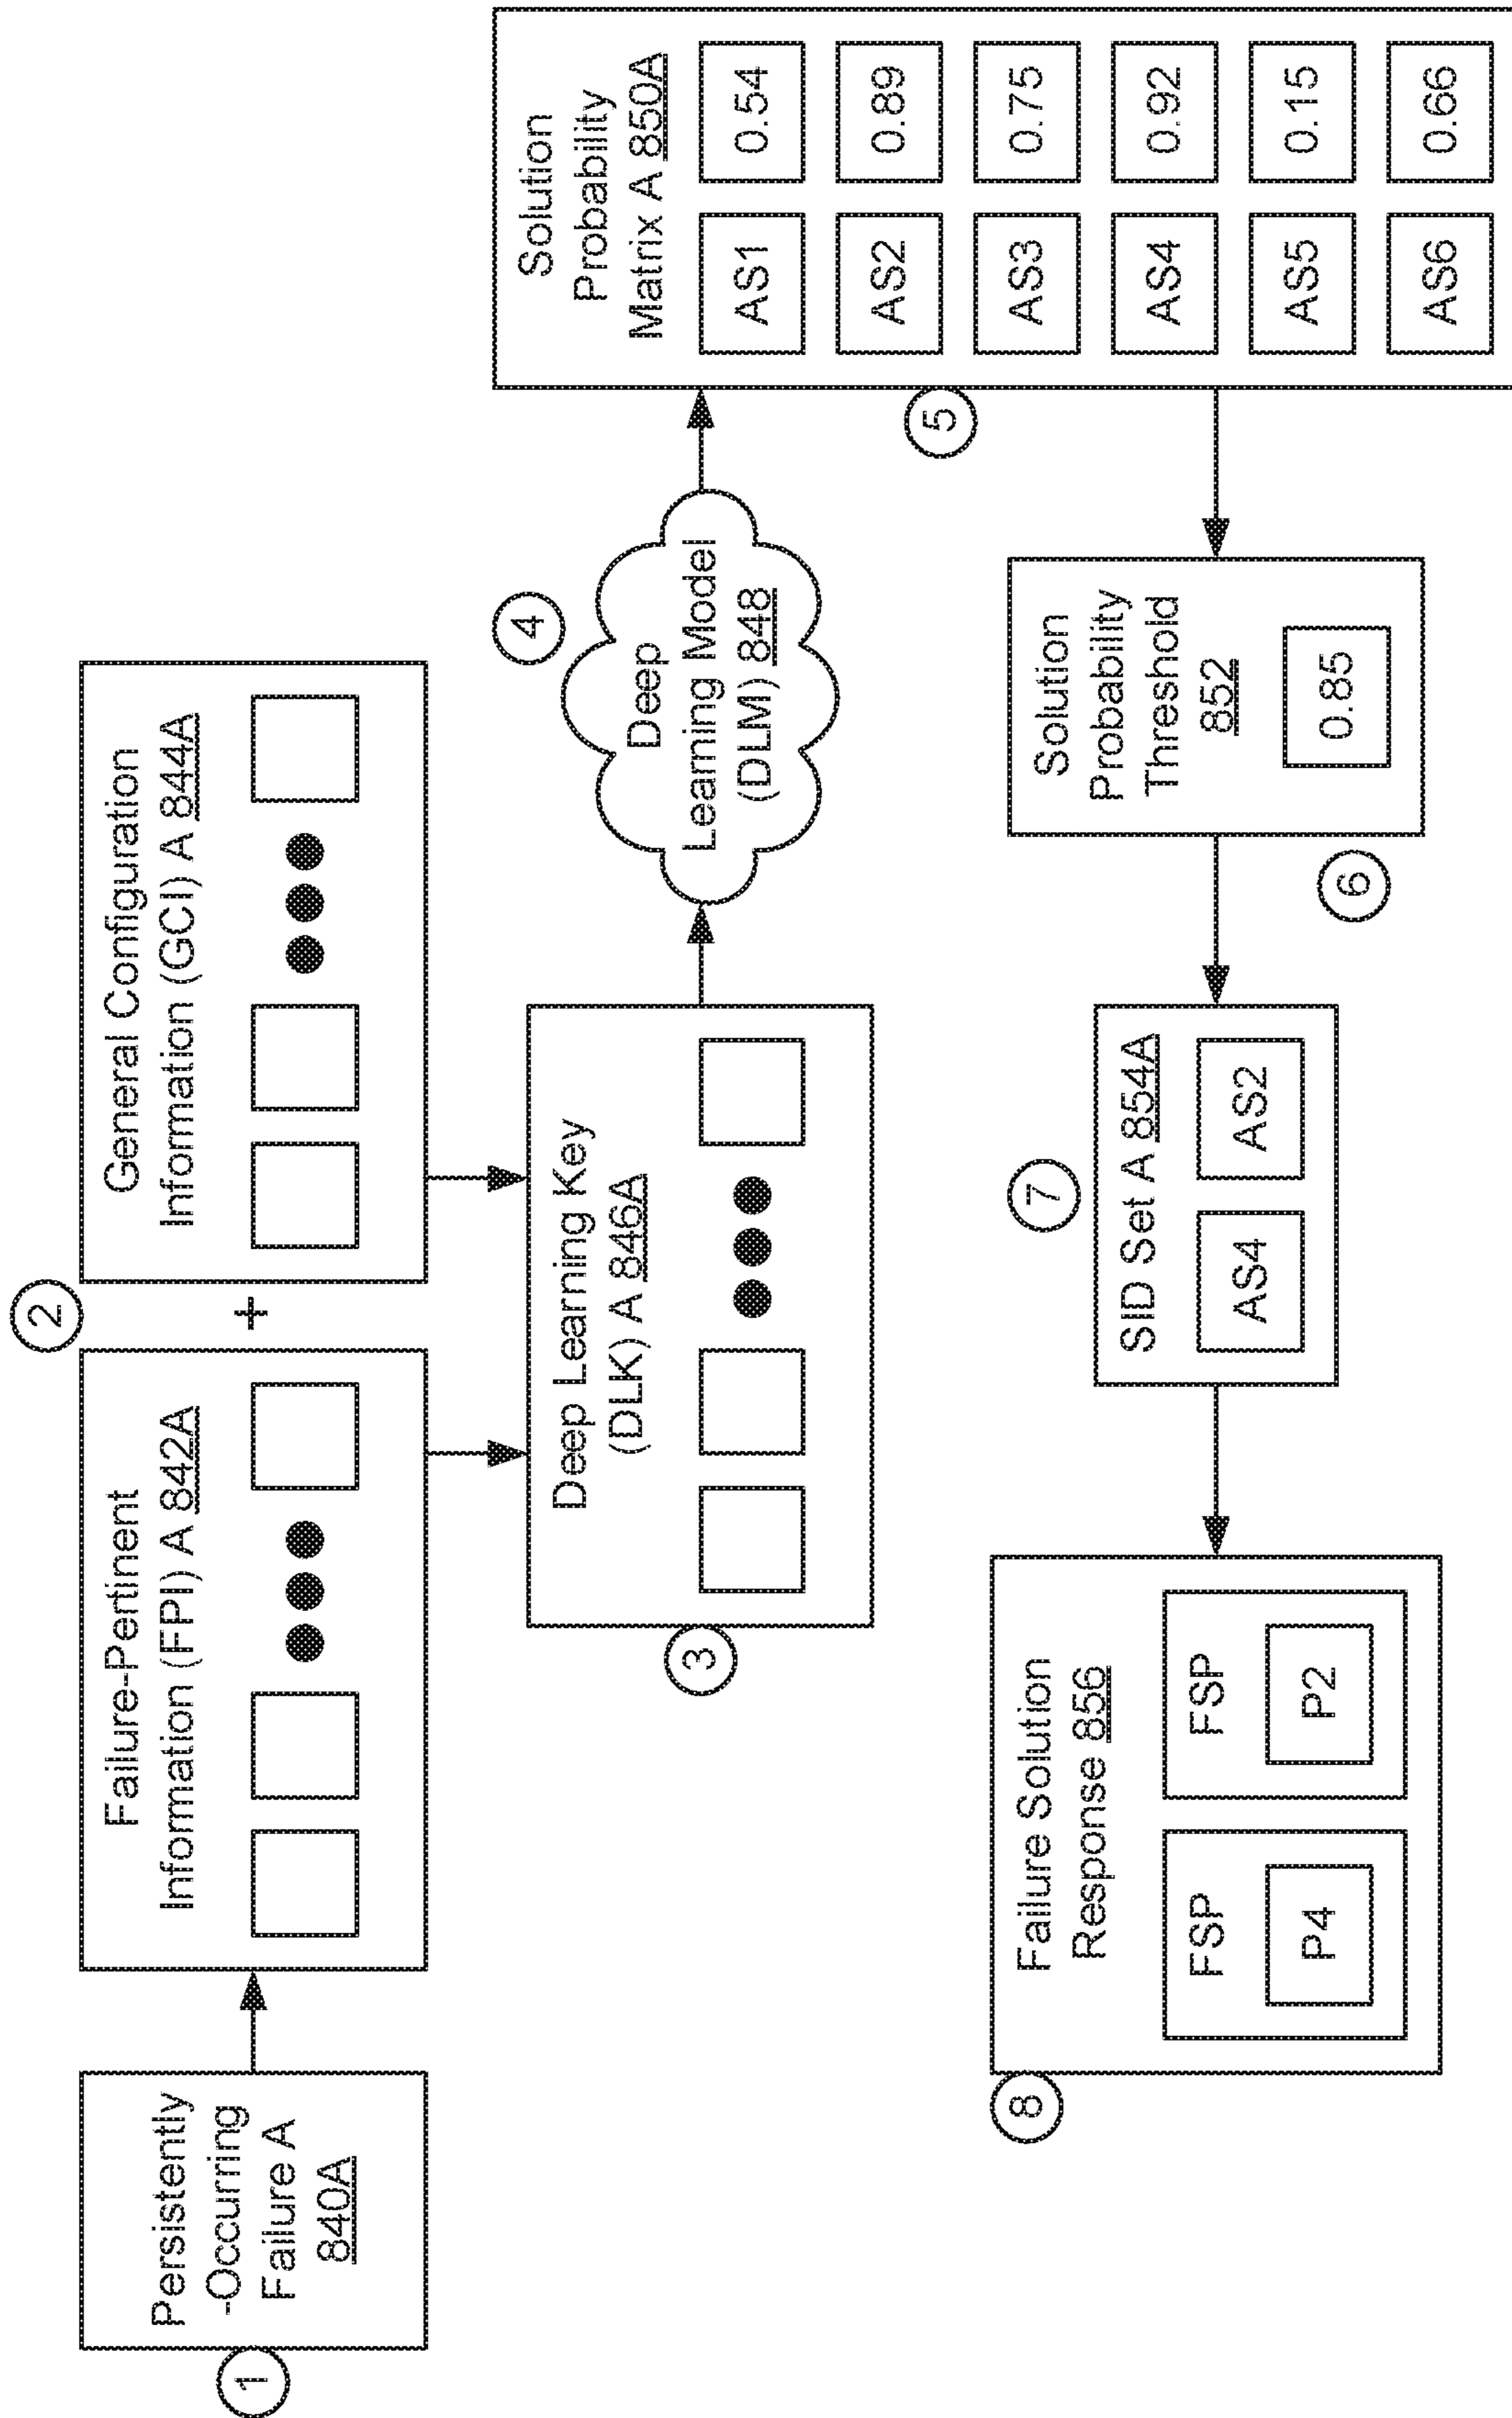 1
Persistently
-Occurring
Failure A
840A
Failure-Pertinent
Information (FPI) A 842A
2
+
General Configuration
Information (GCI) A 844A
3
Deep Learning Key
(DLK) A 846A
4
Deep
Learning Model
(DLM) 848
Solution
Probability
Matrix A 850A
AS1 0.54
AS2 0.89
AS3 0.75
AS4 0.92
AS5 0.15
AS6 0.66
5
Solution
Probability
Threshold
852
0.85
6
7
SID Set A 854A
AS4 AS2
8
Failure Solution
Response 856
FSP FSP
P4 P2